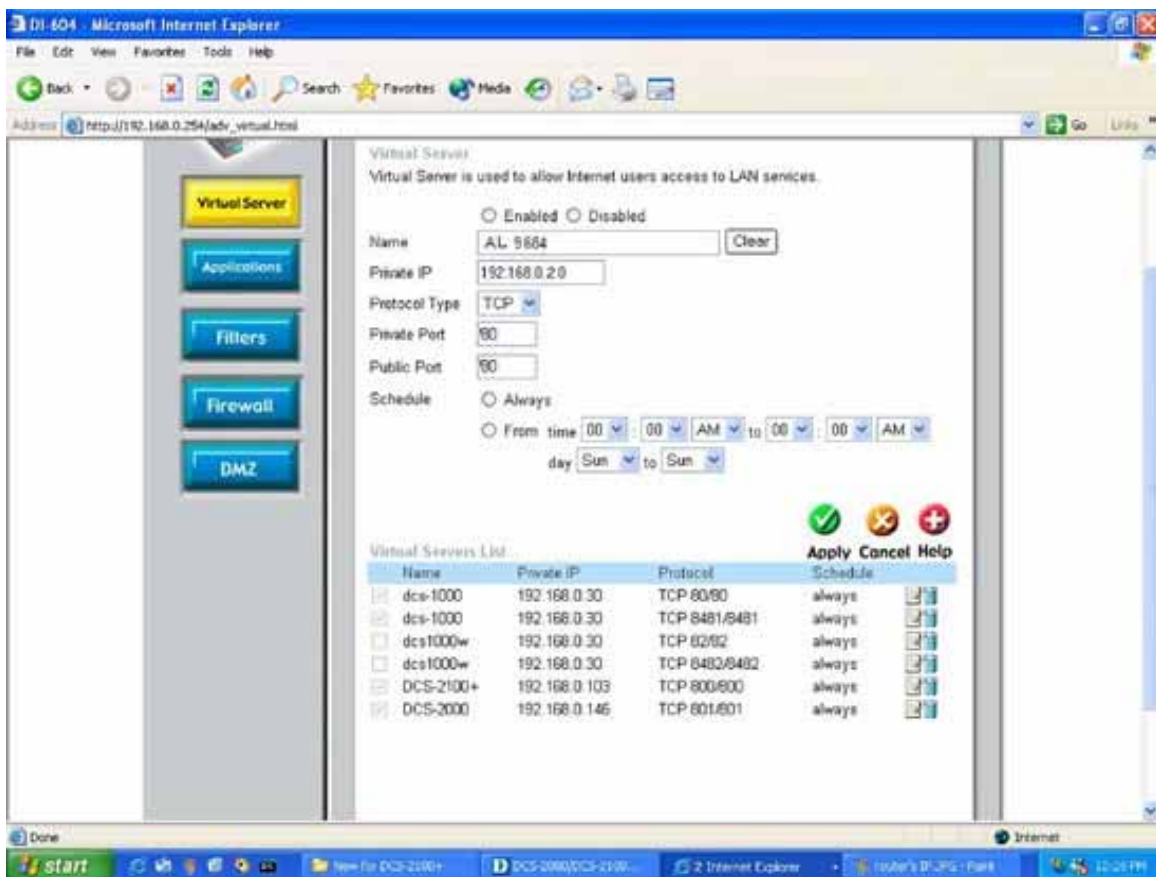 DI-604 - Microsoft Internet Explorer
File Edit View Favorites Tools Help
Back Search Favorites Media
Address http://192.168.0.254/adv_virtual.html Go Links
Virtual Server
Virtual Server is used to allow Internet users access to LAN services.
Virtual Server
Applications
Filters
Firewall
DMZ
Enabled Disabled
Name AL 9684 Clear
Private IP 192.168.0.20
Protocol Type TCP
Private Port 80
Public Port 80
Schedule Always
From time 00 : 00 AM to 00 : 00 AM
day Sun to Sun
Apply Cancel Help
Virtual Servers List
Name Private IP Protocol Schedule
dcs-1000 192.168.0.30 TCP 80/80 always
dcs-1000 192.168.0.30 TCP 8481/8481 always
dcs1000w 192.168.0.30 TCP 82/82 always
dcs1000w 192.168.0.30 TCP 8482/8482 always
DCS-2100+ 192.168.0.103 TCP 800/800 always
DCS-2000 192.168.0.146 TCP 801/801 always
Done Internet
start New for DCS-2100+ 2 Internet Explorer